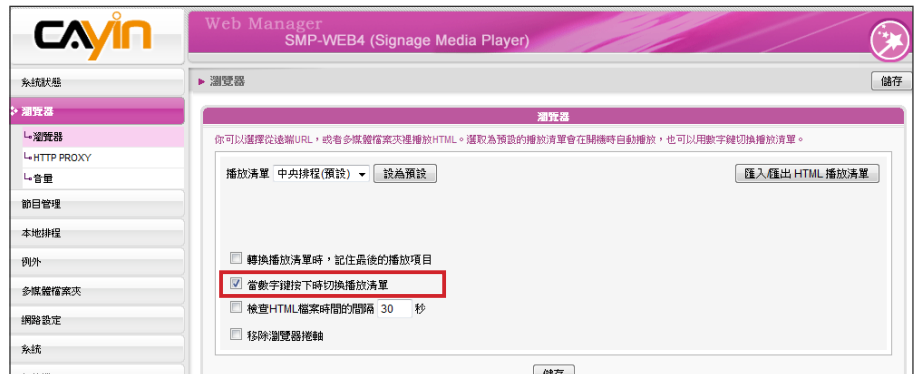 CAYIN
Web Manager
SMP-WEB4 (Signage Media Player)
系統狀態
瀏覽器
瀏覽器
HTTP PROXY
音量
節目管理
本地排程
例外
多媒體檔案夾
網路設定
系統
瀏覽器
儲存
瀏覽器
你可以選擇從遠端URL，或者多媒體檔案夾裡播放HTML。選取為預設的播放清單會在開機時自動播放，也可以用數字鍵切換播放清單。
播放清單 中央排程(預設) 設為預設 匯入/匯出 HTML 播放清單
轉換播放清單時，記住最後的播放項目
當數字鍵按下時切換播放清單
檢查HTML檔案時間的間隔 30 秒
移除瀏覽器捲軸
儲存